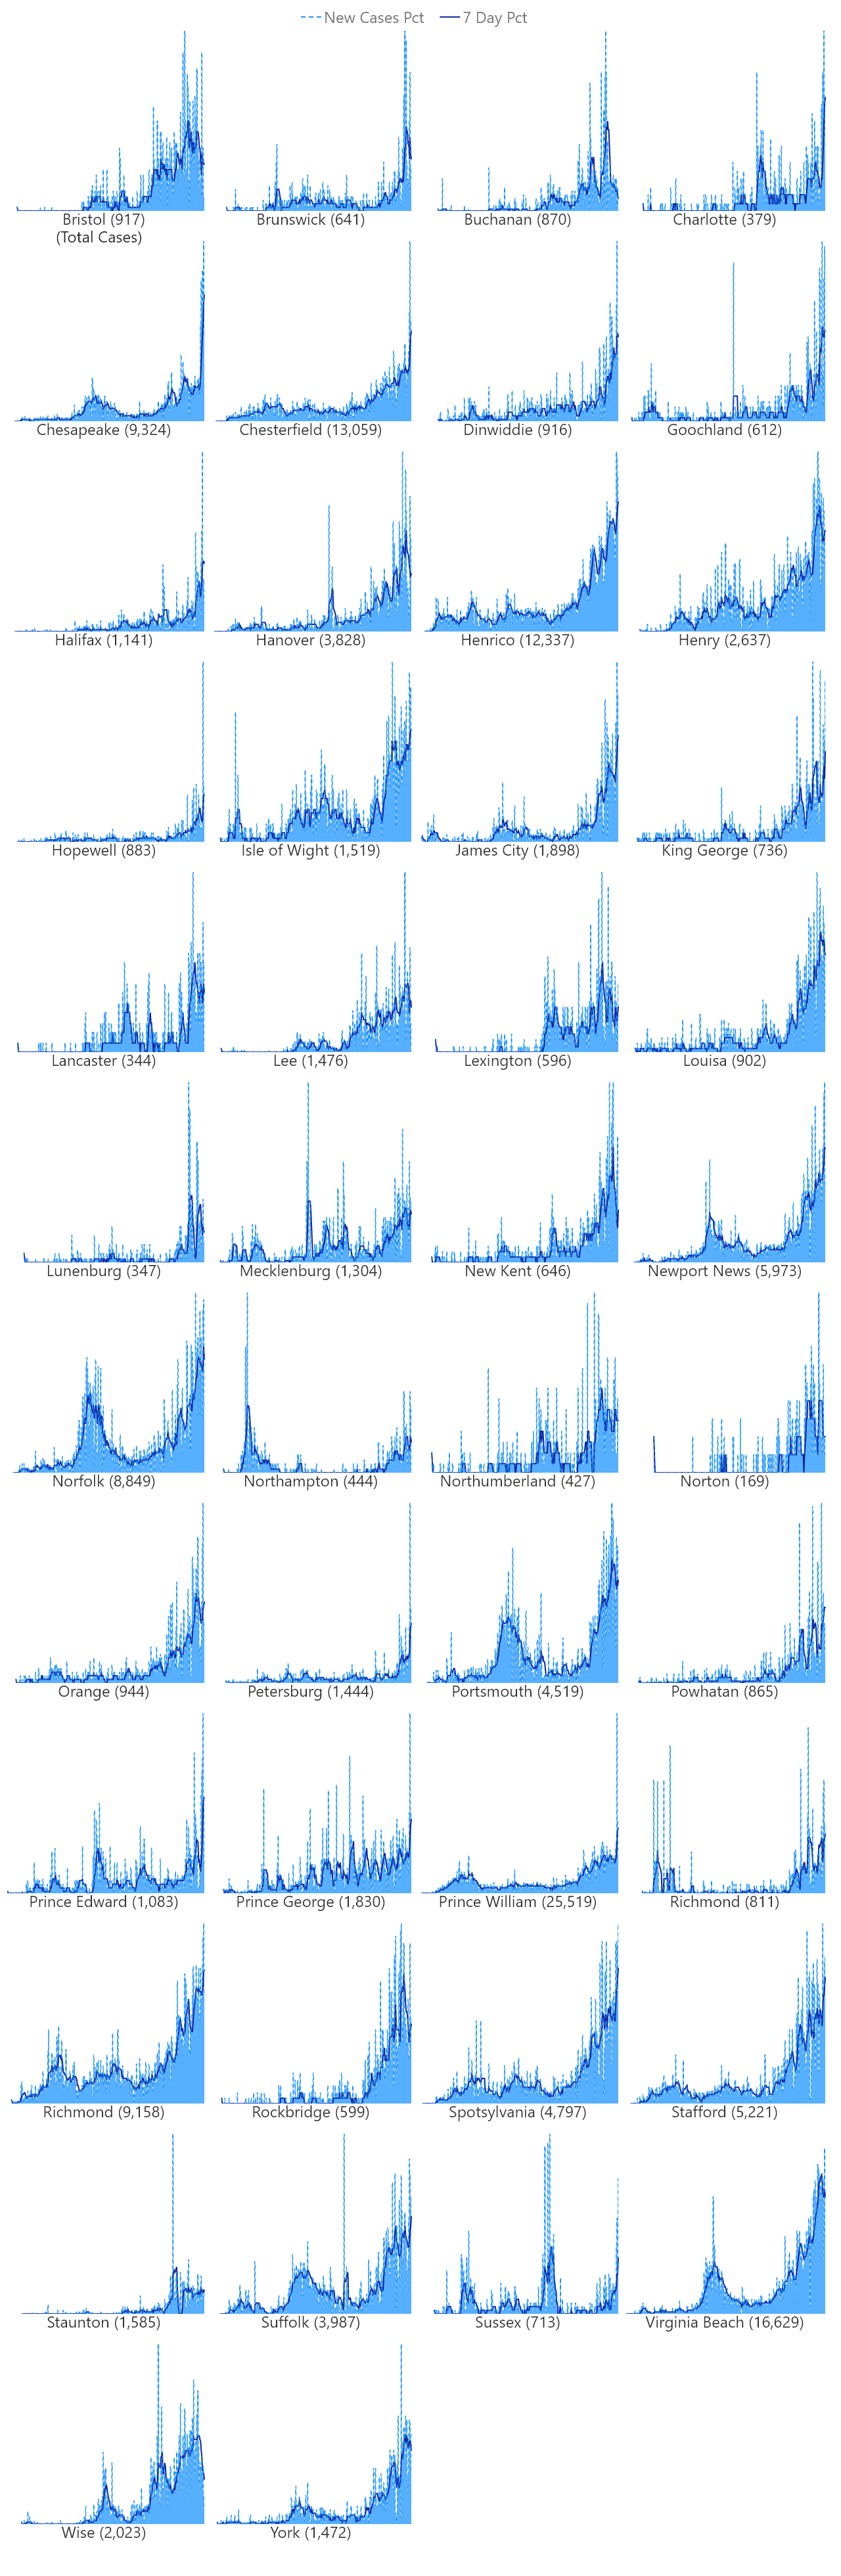 New Cases Pct 7 Day Pct
Bristol (917) Brunswick (641) Buchanan (870) Charlotte (379)
(Total Cases)
Chesapeake (9,324) Chesterfield (13,059) Dinwiddie (916) Goochland (612)
Halifax (1,141) Hanover (3,828) Henrico (12,337) Henry (2,637)
Hopewell (883) Isle of Wight (1,519) James City (1,898) King George (736)
Lancaster (344) Lee (1,476) Lexington (596) Louisa (902)
Lunenburg (347) Mecklenburg (1,304) New Kent (646) Newport News (5,973)
Norfolk (8,849) Northampton (444) Northumberland (427) Norton (169)
Orange (944) Petersburg (1,444) Portsmouth (4,519) Powhatan (865)
Prince Edward (1,083) Prince George (1,830) Prince William (25,519) Richmond (811)
Richmond (9,158) Rockbridge (599) Spotsylvania (4,797) Stafford (5,221)
Staunton (1,585) Suffolk (3,987) Sussex (713) Virginia Beach (16,629)
Wise (2,023) York (1,472)